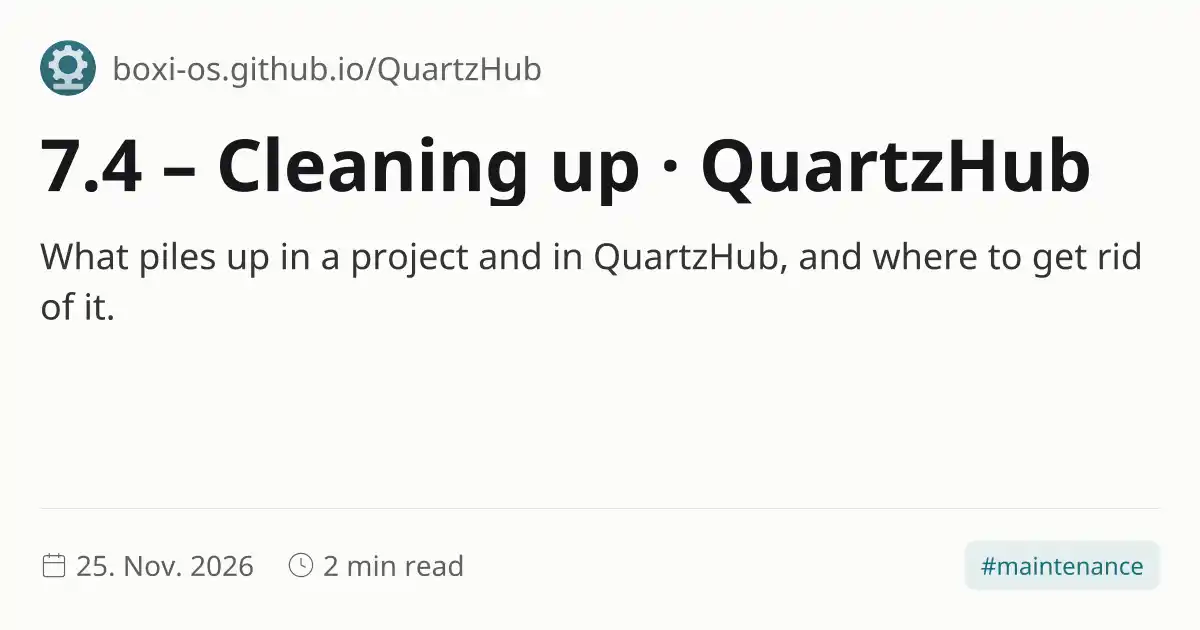 boxi-os.github.io/QuartzHub
7.4 – Cleaning up · QuartzHub
What piles up in a project and in QuartzHub, and where to get rid
of it.
25. Nov. 2026
2 min read
#maintenance